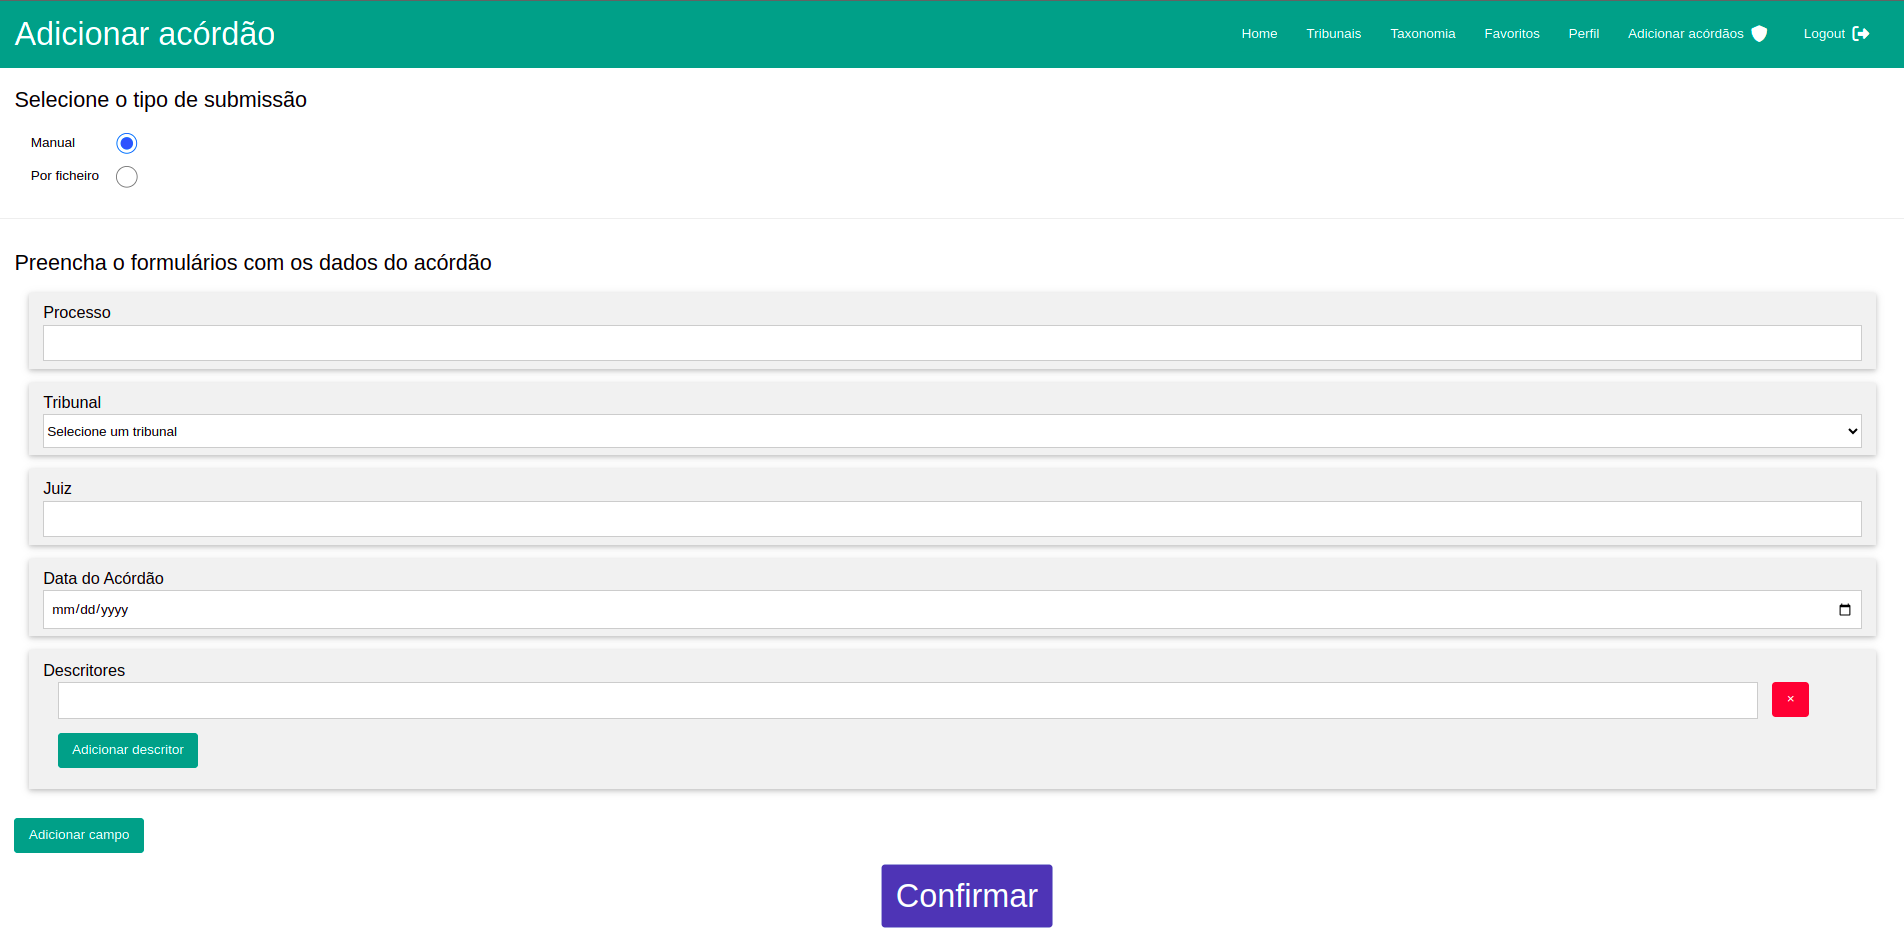 Adicionar acórdão
Home Tribunais Taxonomia Favoritos Perfil Adicionar acórdãos Logout
Selecione o tipo de submissão
Manual
Por ficheiro
Preencha o formulários com os dados do acórdão
Processo
Tribunal
Selecione um tribunal
Juiz
Data do Acórdão
mm/dd/yyyy
Descritores
×
Adicionar descritor
Adicionar campo
Confirmar